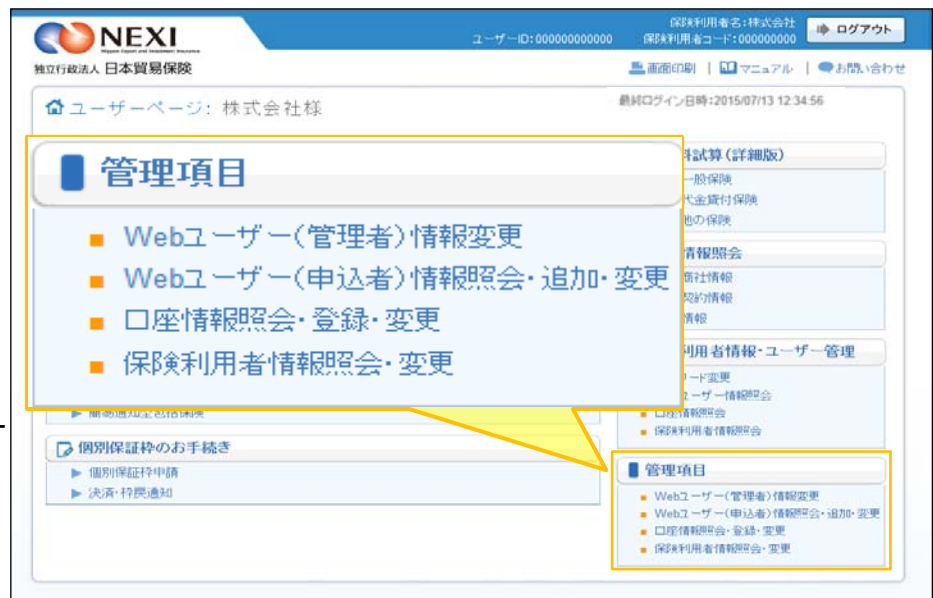 NEXI
Nippon Export and Investment Insurance
独立行政法人 日本貿易保険
ユーザーID:000000000000
保険利用者名:株式会社
保険利用者コード:000000000
ログアウト
画面印刷 | マニュアル | お問い合わせ
ユーザーページ: 株式会社様
最終ログイン日時:2015/07/13 12:34:56
管理項目
Webユーザー(管理者)情報変更
Webユーザー(申込者)情報照会・追加・変更
口座情報照会・登録・変更
保険利用者情報照会・変更
簡易通知型包括保険
個別保証枠のお手続き
個別保証枠申請
決済・枠戻通知
料試算(詳細版)
一般保険
代金貸付保険
他の保険
情報照会
商社情報
契約情報
情報
利用者情報・ユーザー管理
ード変更
ユーザー情報照会
口座情報照会
保険利用者情報照会
管理項目
Webユーザー(管理者)情報変更
Webユーザー(申込者)情報照会・追加・変更
口座情報照会・登録・変更
保険利用者情報照会・変更